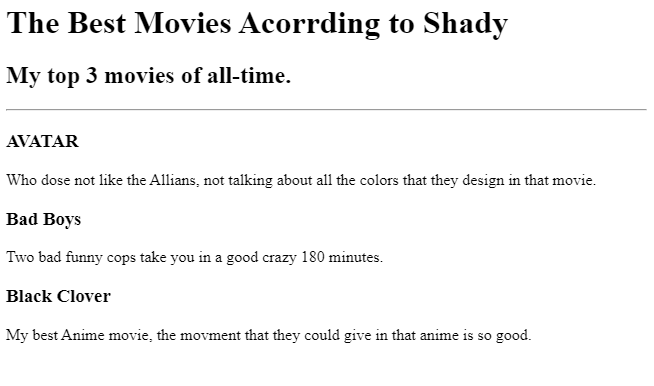 The Best Movies Acorrding to Shady
My top 3 movies of all-time.
AVATAR
Who dose not like the Allians, not talking about all the colors that they design in that movie.
Bad Boys
Two bad funny cops take you in a good crazy 180 minutes.
Black Clover
My best Anime movie, the movment that they could give in that anime is so good.